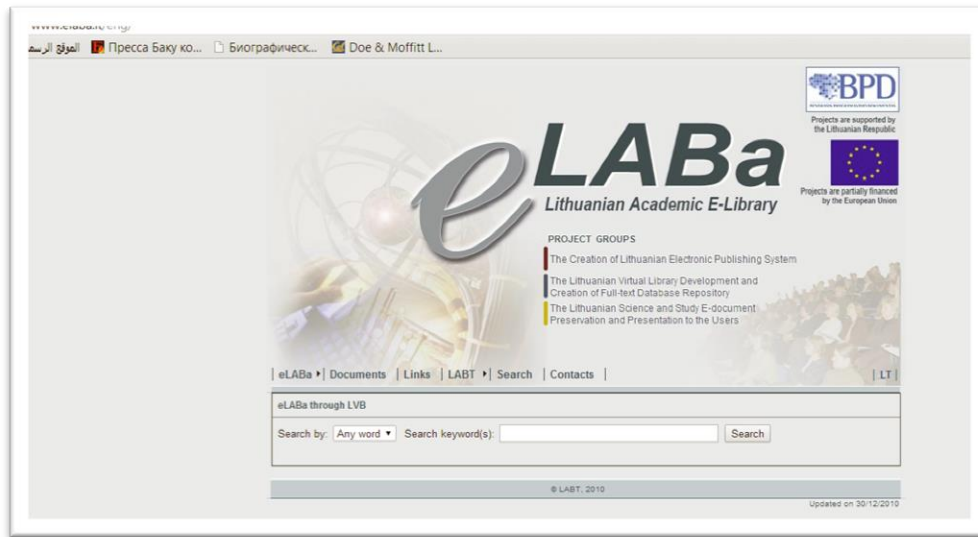 www.elaba.lt/eng/
الموقع الرسم Пресса Баку ко... Биографическ... Doe & Moffitt L...
BPD
Projects are supported by
the Lithuanian Respublic
eLABa
Lithuanian Academic E-Library
Projects are partially financed
by the European Union
PROJECT GROUPS
The Creation of Lithuanian Electronic Publishing System
The Lithuanian Virtual Library Development and
Creation of Full-text Database Repository
The Lithuanian Science and Study E-document
Preservation and Presentation to the Users
| eLABa | Documents | Links | LABT | Search | Contacts | | LT |
eLABa through LVB
Search by: Any word Search keyword(s): Search
© LABT, 2010
Updated on 30/12/2010